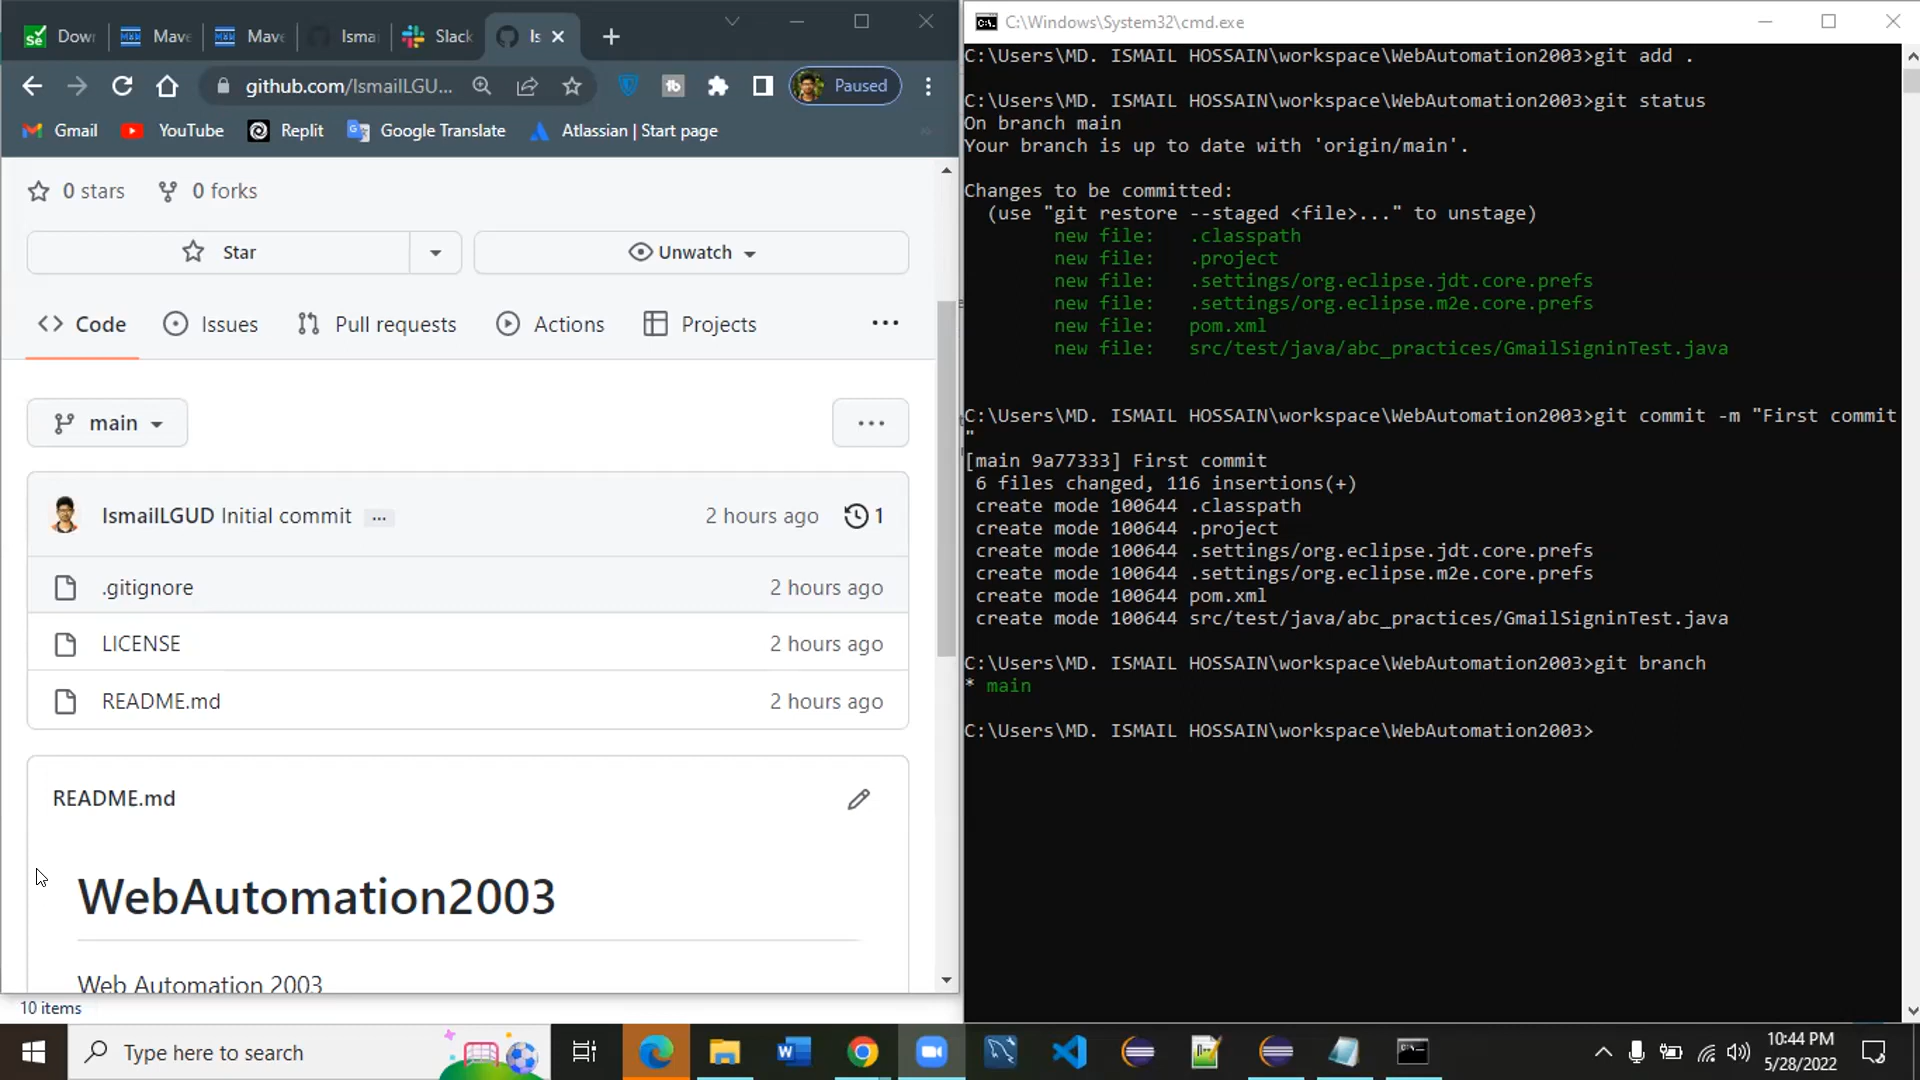 Down
Mave
Mave
Ismai
Slack
Is
github.com/IsmailLGU...
Paused
Gmail
YouTube
Replit
Google Translate
Atlassian | Start page
0 stars
0 forks
Star
Unwatch
Code
Issues
Pull requests
Actions
Projects
main
IsmailLGUD Initial commit
2 hours ago
1
.gitignore
2 hours ago
LICENSE
2 hours ago
README.md
2 hours ago
README.md
WebAutomation2003
Web Automation 2003
10 items
C:\Windows\System32\cmd.exe
C:\Users\MD. ISMAIL HOSSAIN\workspace\WebAutomation2003>git add .
C:\Users\MD. ISMAIL HOSSAIN\workspace\WebAutomation2003>git status
On branch main
Your branch is up to date with 'origin/main'.
Changes to be committed:
(use "git restore --staged <file>..." to unstage)
new file:   .classpath
new file:   .project
new file:   .settings/org.eclipse.jdt.core.prefs
new file:   .settings/org.eclipse.m2e.core.prefs
new file:   pom.xml
new file:   src/test/java/abc_practices/GmailSigninTest.java
C:\Users\MD. ISMAIL HOSSAIN\workspace\WebAutomation2003>git commit -m "First commit
"
[main 9a77333] First commit
6 files changed, 116 insertions(+)
create mode 100644 .classpath
create mode 100644 .project
create mode 100644 .settings/org.eclipse.jdt.core.prefs
create mode 100644 .settings/org.eclipse.m2e.core.prefs
create mode 100644 pom.xml
create mode 100644 src/test/java/abc_practices/GmailSigninTest.java
C:\Users\MD. ISMAIL HOSSAIN\workspace\WebAutomation2003>git branch
* main
C:\Users\MD. ISMAIL HOSSAIN\workspace\WebAutomation2003>
Type here to search
10:44 PM
5/28/2022